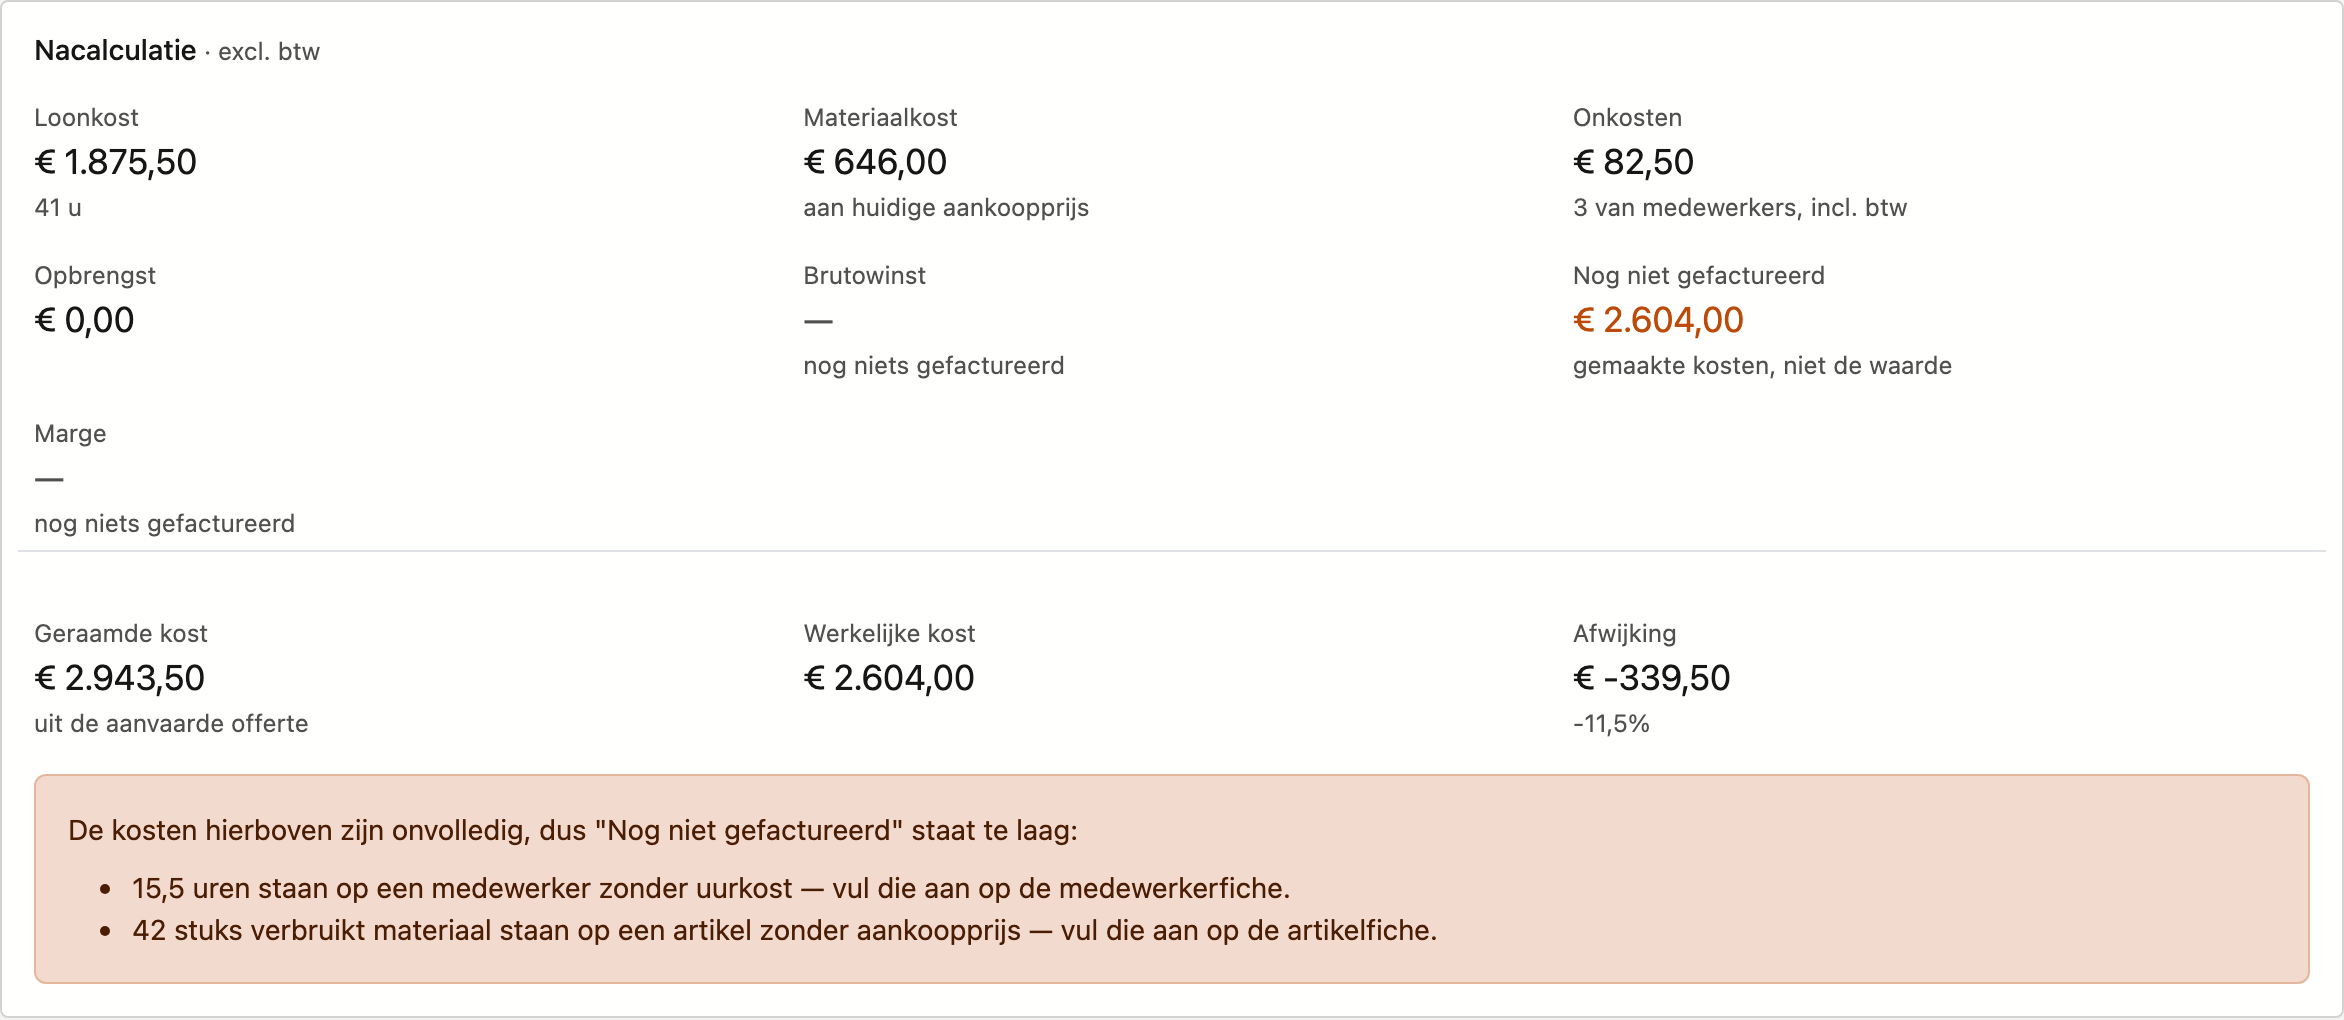 Nacalculatie · excl. btw
Loonkost
€ 1.875,50
41 u
Materiaalkost
€ 646,00
aan huidige aankoopprijs
Onkosten
€ 82,50
3 van medewerkers, incl. btw
Opbrengst
€ 0,00
Brutowinst
—
nog niets gefactureerd
Nog niet gefactureerd
€ 2.604,00
gemaakte kosten, niet de waarde
Marge
—
nog niets gefactureerd
Geraamde kost
€ 2.943,50
uit de aanvaarde offerte
Werkelijke kost
€ 2.604,00
Afwijking
€ -339,50
-11,5%
De kosten hierboven zijn onvolledig, dus "Nog niet gefactureerd" staat te laag:
• 15,5 uren staan op een medewerker zonder uurkost — vul die aan op de medewerkerfiche.
• 42 stuks verbruikt materiaal staan op een artikel zonder aankoopprijs — vul die aan op de artikelfiche.